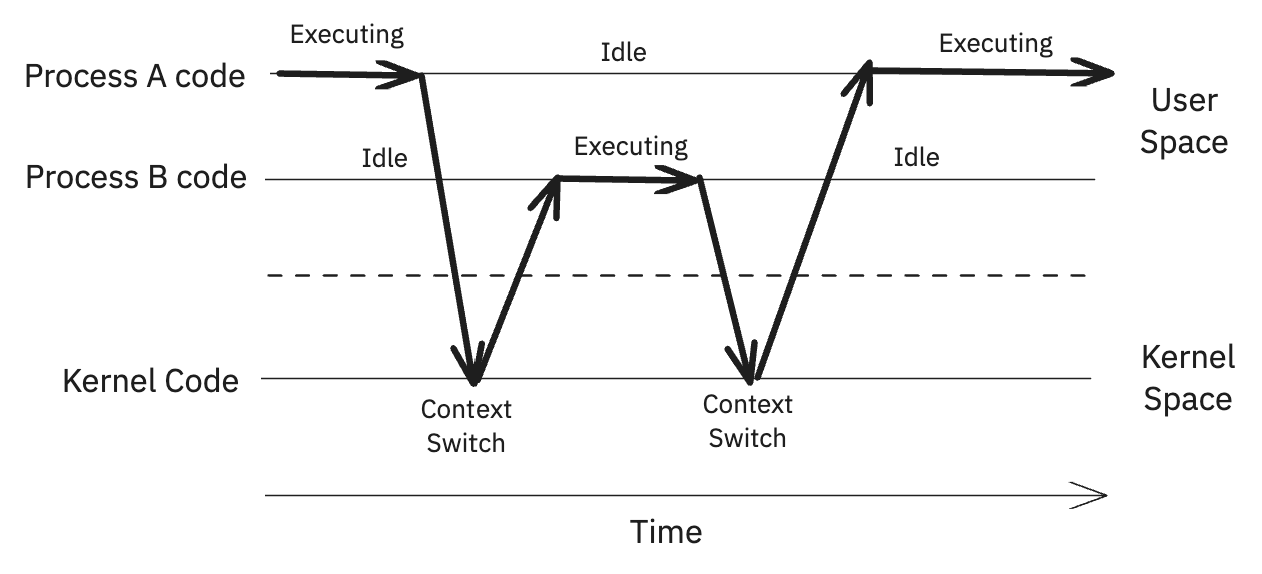 Executing
Idle
Executing
Process A code
User
Space
Idle
Executing
Idle
Process B code
Kernel Code
Kernel
Space
Context
Switch
Context
Switch
Time